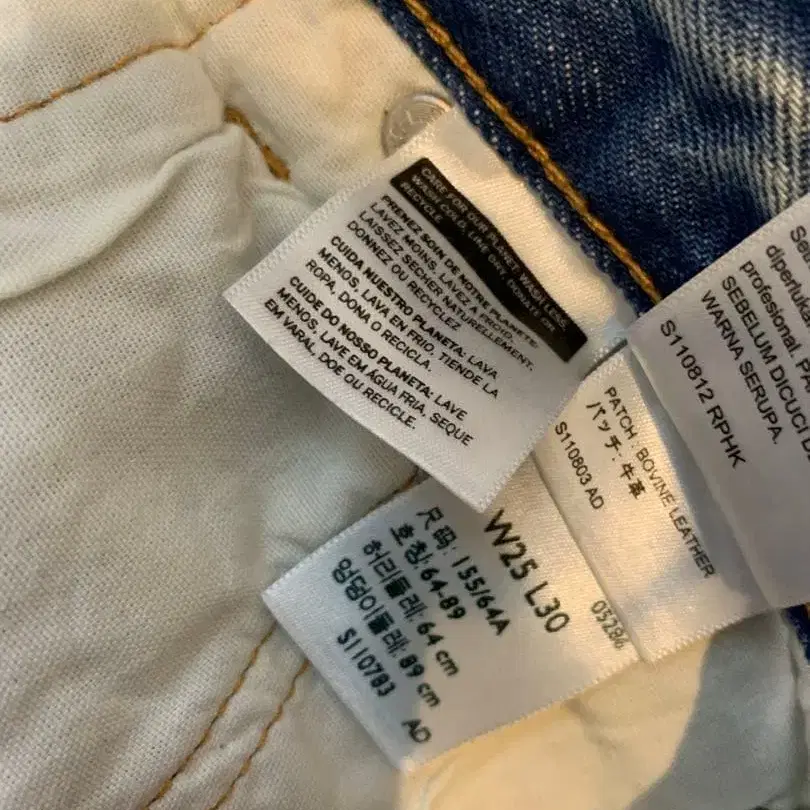 CARE FOR OUR PLANET: WASH LESS,
WASH COLD, LINE DRY, DONATE OR
RECYCLE.
PRENEZ SOIN DE NOTRE PLANETE:
LAVEZ MOINS, LAVEZ A FROID,
LAISSEZ SECHER NATURELLEMENT,
DONNEZ OU RECYCLEZ.
CUIDA NUESTRO PLANETA: LAVA
MENOS, LAVA EN FRIO, TIENDE LA
ROPA, DONA O RECICLA.
CUIDE DO NOSSO PLANETA: LAVE
MENOS, LAVE EM ÁGUA FRIA, SEQUE
EM VARAL, DOE OU RECICLE.
profesional.
SEBELUM DICUCI
WARNA SERUPA.
S110812 RPHK
PATCH : BOVINE LEATHER
パッチ: 牛革
S110803 AD
W25 L30
尺码: 155/64A
호칭: 64-89
허리둘레: 64 cm
엉덩이둘레: 89 cm
S110783 AD